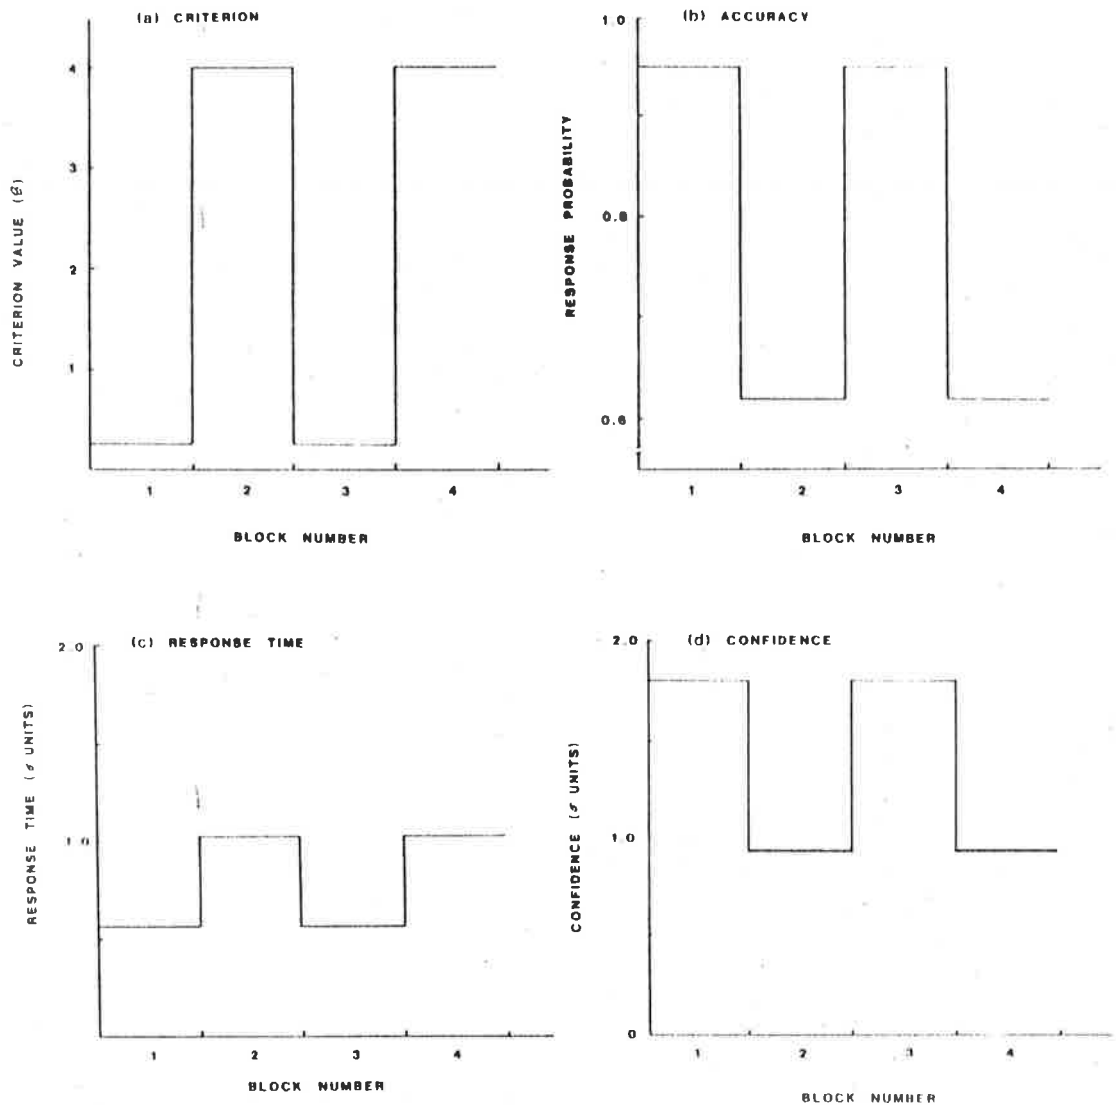 (a) CRITERION
4
3
2
1
CRITERION VALUE (β)
1 2 3 4
BLOCK NUMBER
(b) ACCURACY
1.0
0.8
0.6
RESPONSE PROBABILITY
1 2 3 4
BLOCK NUMBER
(c) RESPONSE TIME
2.0
1.0
RESPONSE TIME (σ UNITS)
1 2 3 4
BLOCK NUMBER
(d) CONFIDENCE
2.0
1.0
0
CONFIDENCE (σ UNITS)
1 2 3 4
BLOCK NUMBER